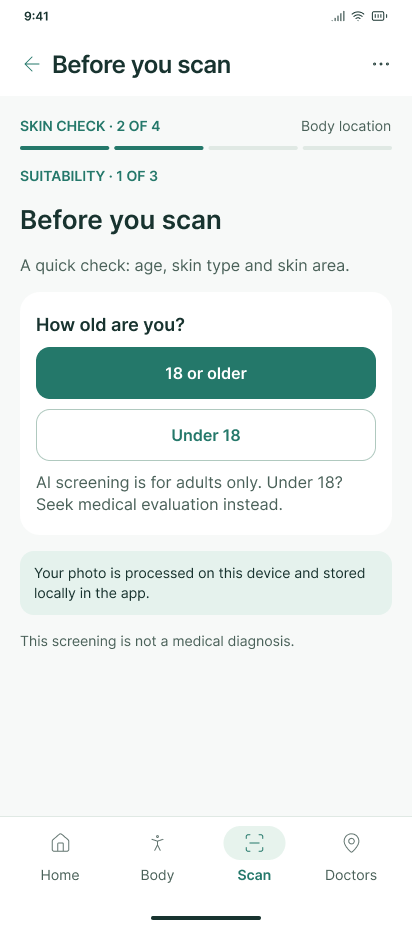 9:41
Before you scan
SKIN CHECK · 2 OF 4
Body location
SUITABILITY · 1 OF 3
Before you scan
A quick check: age, skin type and skin area.
How old are you?
18 or older
Under 18
AI screening is for adults only. Under 18?
Seek medical evaluation instead.
Your photo is processed on this device and stored
locally in the app.
This screening is not a medical diagnosis.
Home
Body
Scan
Doctors